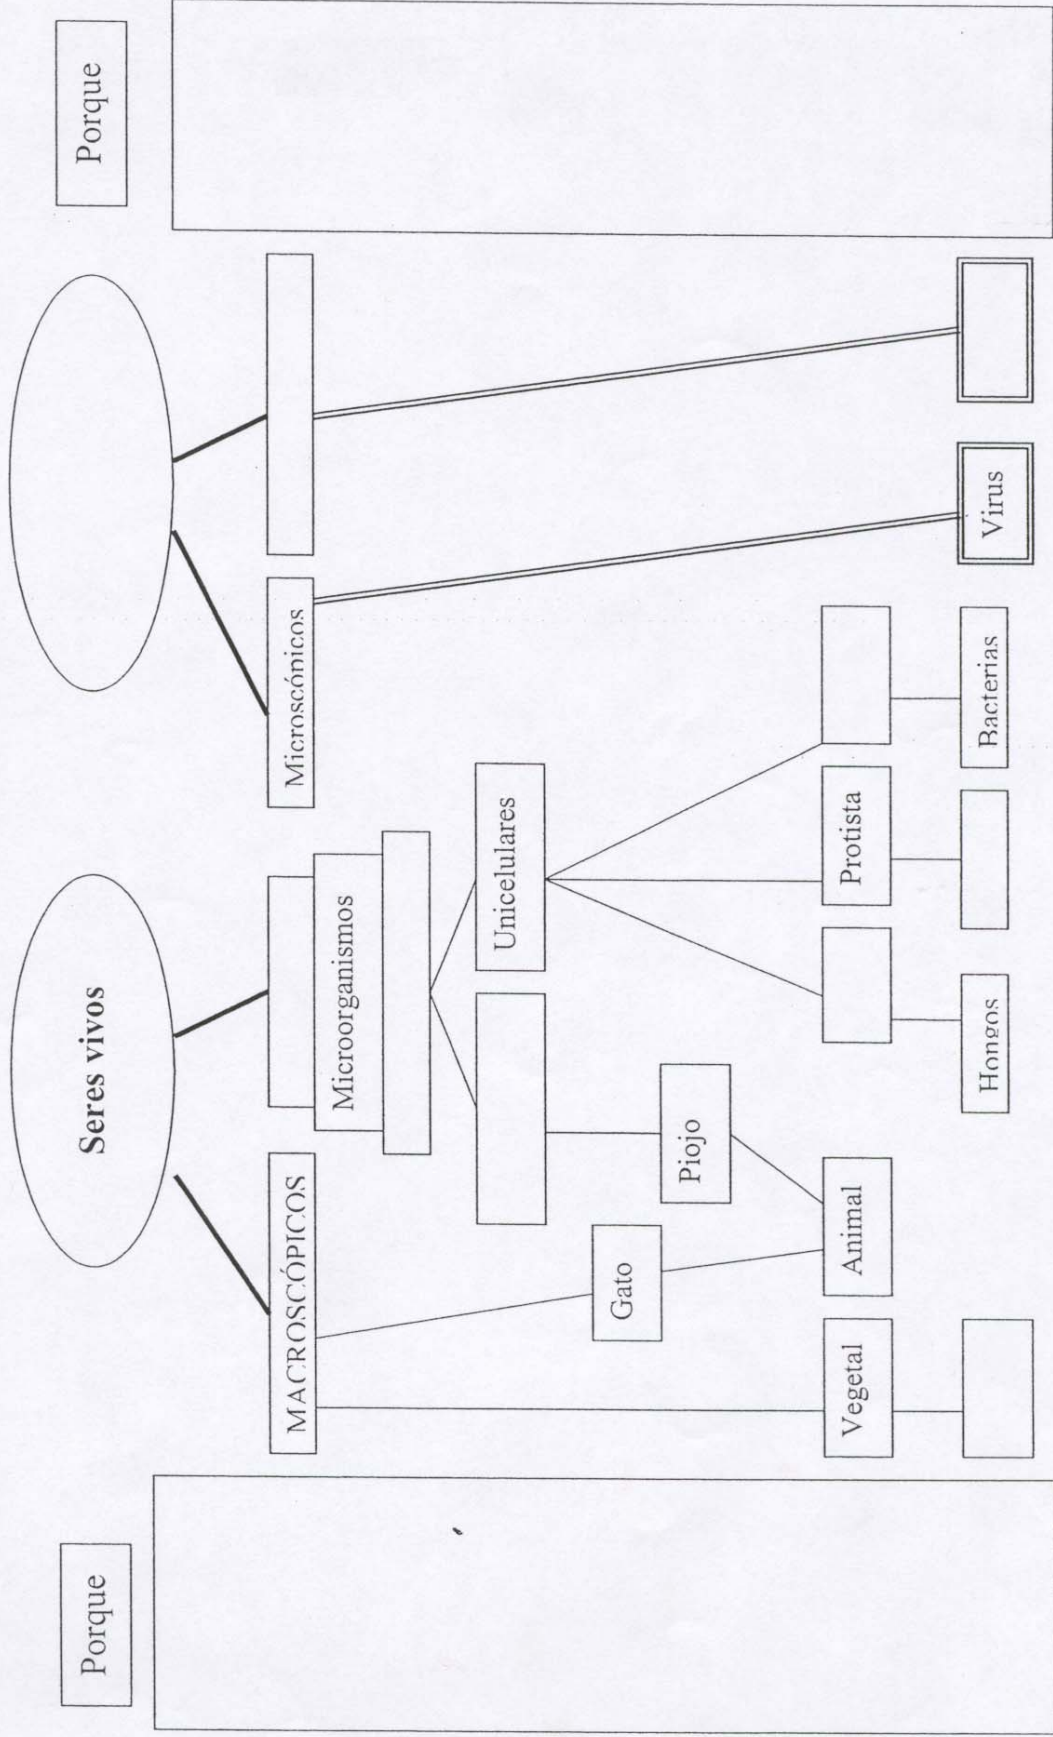 Porque
Seres vivos
Porque
MACROSCÓPICOS
Microscópicos
Microorganismos
Unicelulares
Gato
Piojo
Vegetal
Animal
Protista
Hongos
Bacterias
Virus